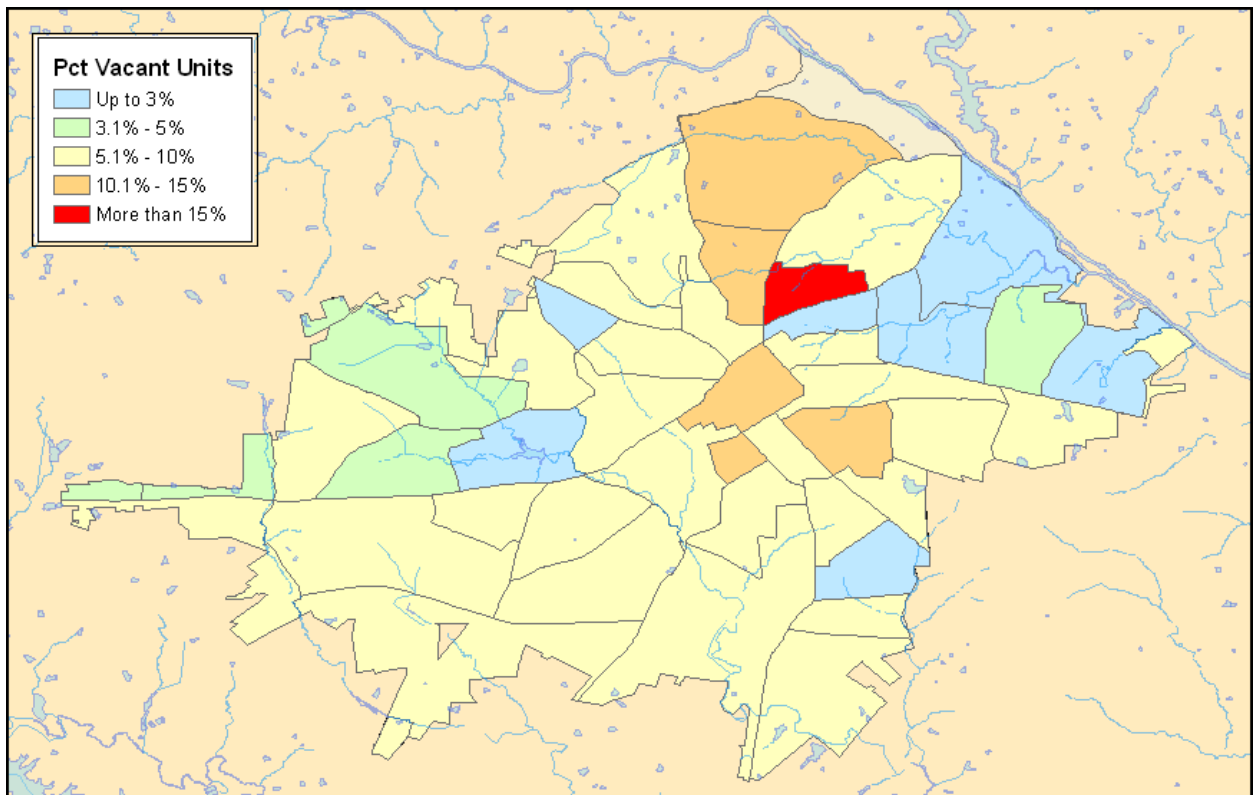 Pct Vacant Units
Up to 3%
3.1% - 5%
5.1% - 10%
10.1% - 15%
More than 15%